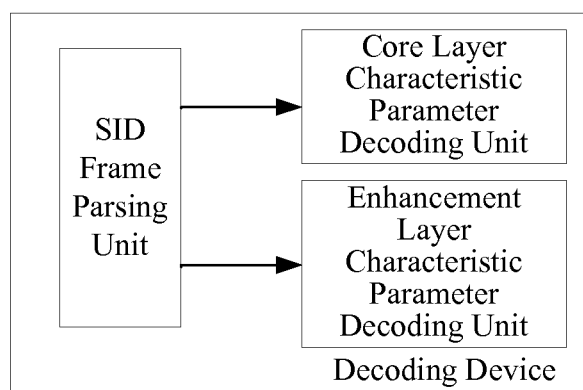 SID
Frame
Parsing
Unit
Core Layer
Characteristic
Parameter
Decoding Unit
Enhancement
Layer
Characteristic
Parameter
Decoding Unit
Decoding Device